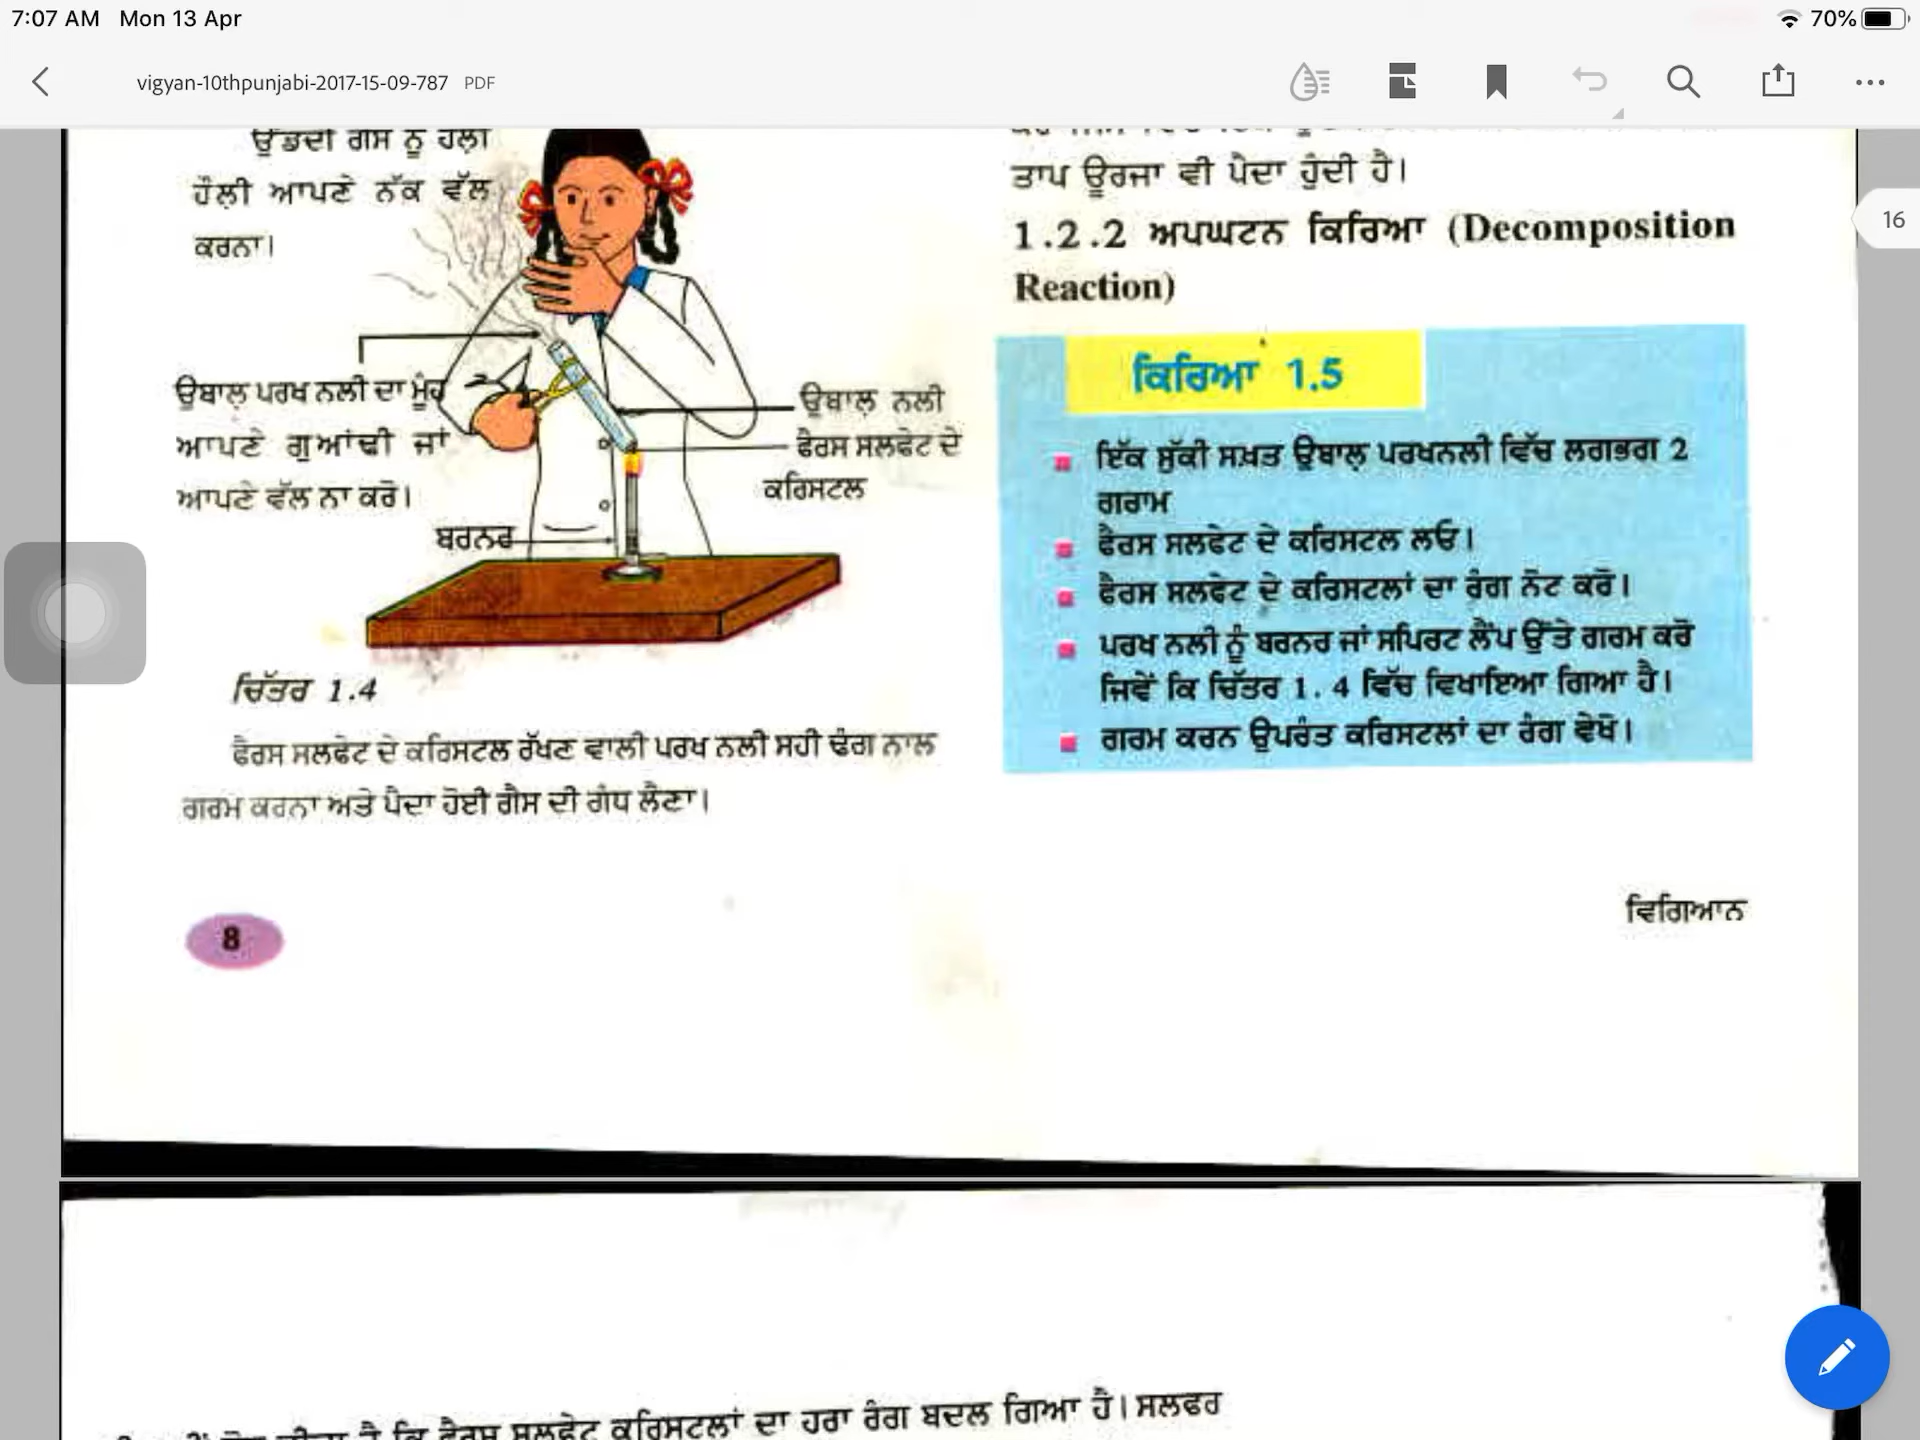 7:07 AM Mon 13 Apr
70%
vigyan-10thpunjabi-2017-15-09-787 PDF
16
ਉੱਡਦੀ ਗੈਸ ਨੂੰ ਹੌਲ਼ੀ
ਹੌਲ਼ੀ ਆਪਣੇ ਨੱਕ ਵੱਲ
ਕਰਨਾ।
ਉਬਾਲ਼ ਪਰਖ ਨਲੀ ਦਾ ਮੂੰਹ
ਆਪਣੇ ਗੁਆਂਢੀ ਜਾਂ
ਆਪਣੇ ਵੱਲ ਨਾ ਕਰੋ।
ਉਬਾਲ਼ ਨਲੀ
ਫੈਰਸ ਸਲਫੇਟ ਦੇ
ਕਰਿਸਟਲ
ਬਰਨਰ
ਚਿੱਤਰ 1.4
ਫੈਰਸ ਸਲਫੇਟ ਦੇ ਕਰਿਸਟਲ ਰੱਖਣ ਵਾਲੀ ਪਰਖ ਨਲੀ ਸਹੀ ਢੰਗ ਨਾਲ
ਗਰਮ ਕਰਨਾ ਅਤੇ ਪੈਦਾ ਹੋਈ ਗੈਸ ਦੀ ਗੰਧ ਲੈਣਾ।
8
ਤਾਪ ਊਰਜਾ ਵੀ ਪੈਦਾ ਹੁੰਦੀ ਹੈ।
1.2.2 ਅਪਘਟਨ ਕਿਰਿਆ (Decomposition
Reaction)
ਕਿਰਿਆ 1.5
ਇੱਕ ਸੁੱਕੀ ਸਖ਼ਤ ਉਬਾਲ਼ ਪਰਖਨਲੀ ਵਿੱਚ ਲਗਭਗ 2
ਗਰਾਮ
ਫੈਰਸ ਸਲਫੇਟ ਦੇ ਕਰਿਸਟਲ ਲਓ।
ਫੈਰਸ ਸਲਫੇਟ ਦੇ ਕਰਿਸਟਲਾਂ ਦਾ ਰੰਗ ਨੋਟ ਕਰੋ।
ਪਰਖ ਨਲੀ ਨੂੰ ਬਰਨਰ ਜਾਂ ਸਪਿਰਟ ਲੈਂਪ ਉੱਤੇ ਗਰਮ ਕਰੋ
ਜਿਵੇਂ ਕਿ ਚਿੱਤਰ 1. 4 ਵਿੱਚ ਵਿਖਾਇਆ ਗਿਆ ਹੈ।
ਗਰਮ ਕਰਨ ਉਪਰੰਤ ਕਰਿਸਟਲਾਂ ਦਾ ਰੰਗ ਵੇਖੋ।
ਵਿਗਿਆਨ
ਕਿ ਫੈਰਸ ਸਲਫੇਟ ਕਰਿਸਟਲਾਂ ਦਾ ਹਰਾ ਰੰਗ ਬਦਲ ਗਿਆ ਹੈ। ਸਲਫਰ